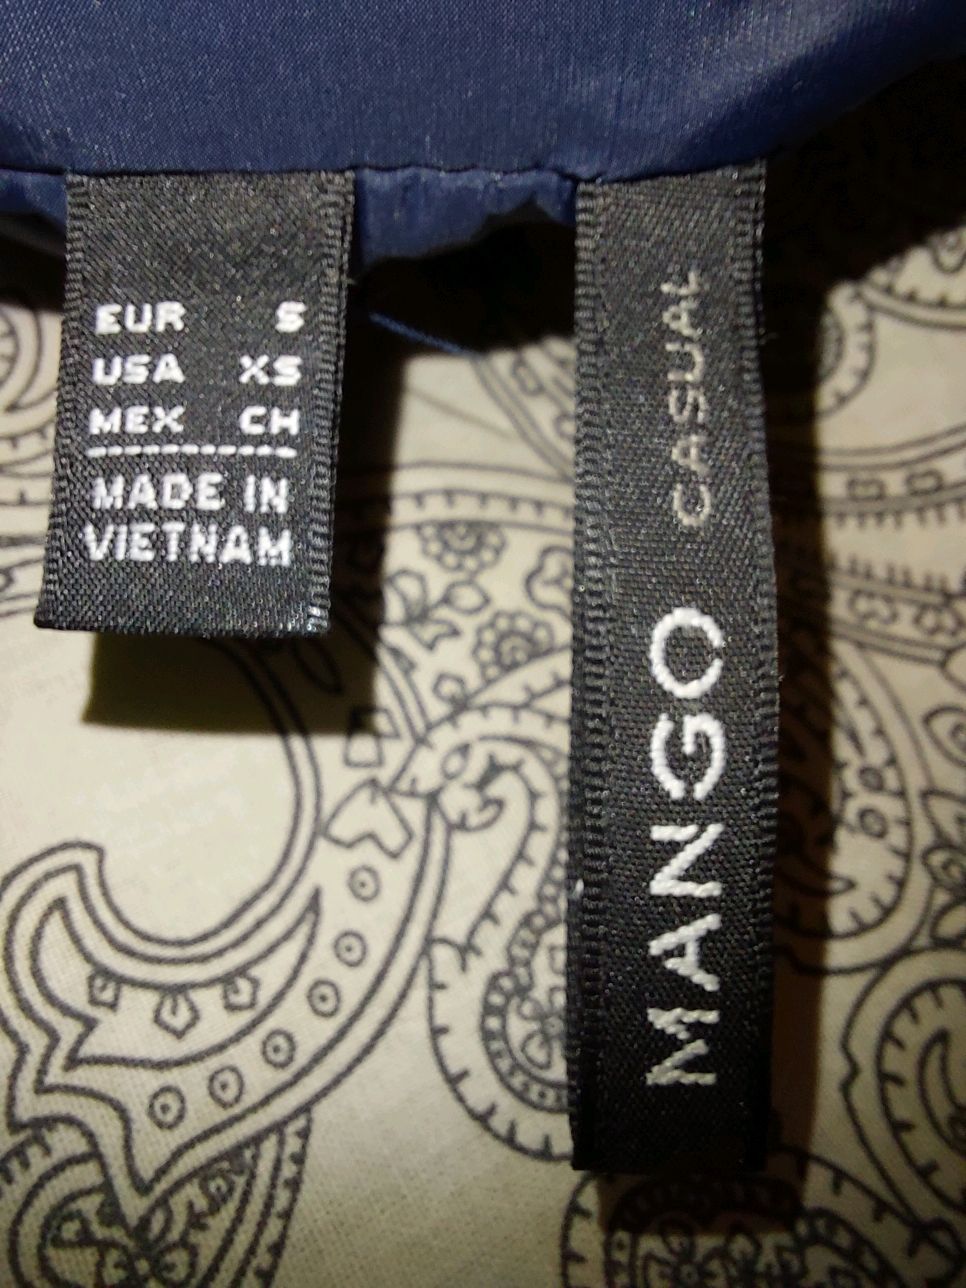 EUR S
USA XS
MEX CH
MADE IN
VIETNAM
MANGO CASUAL